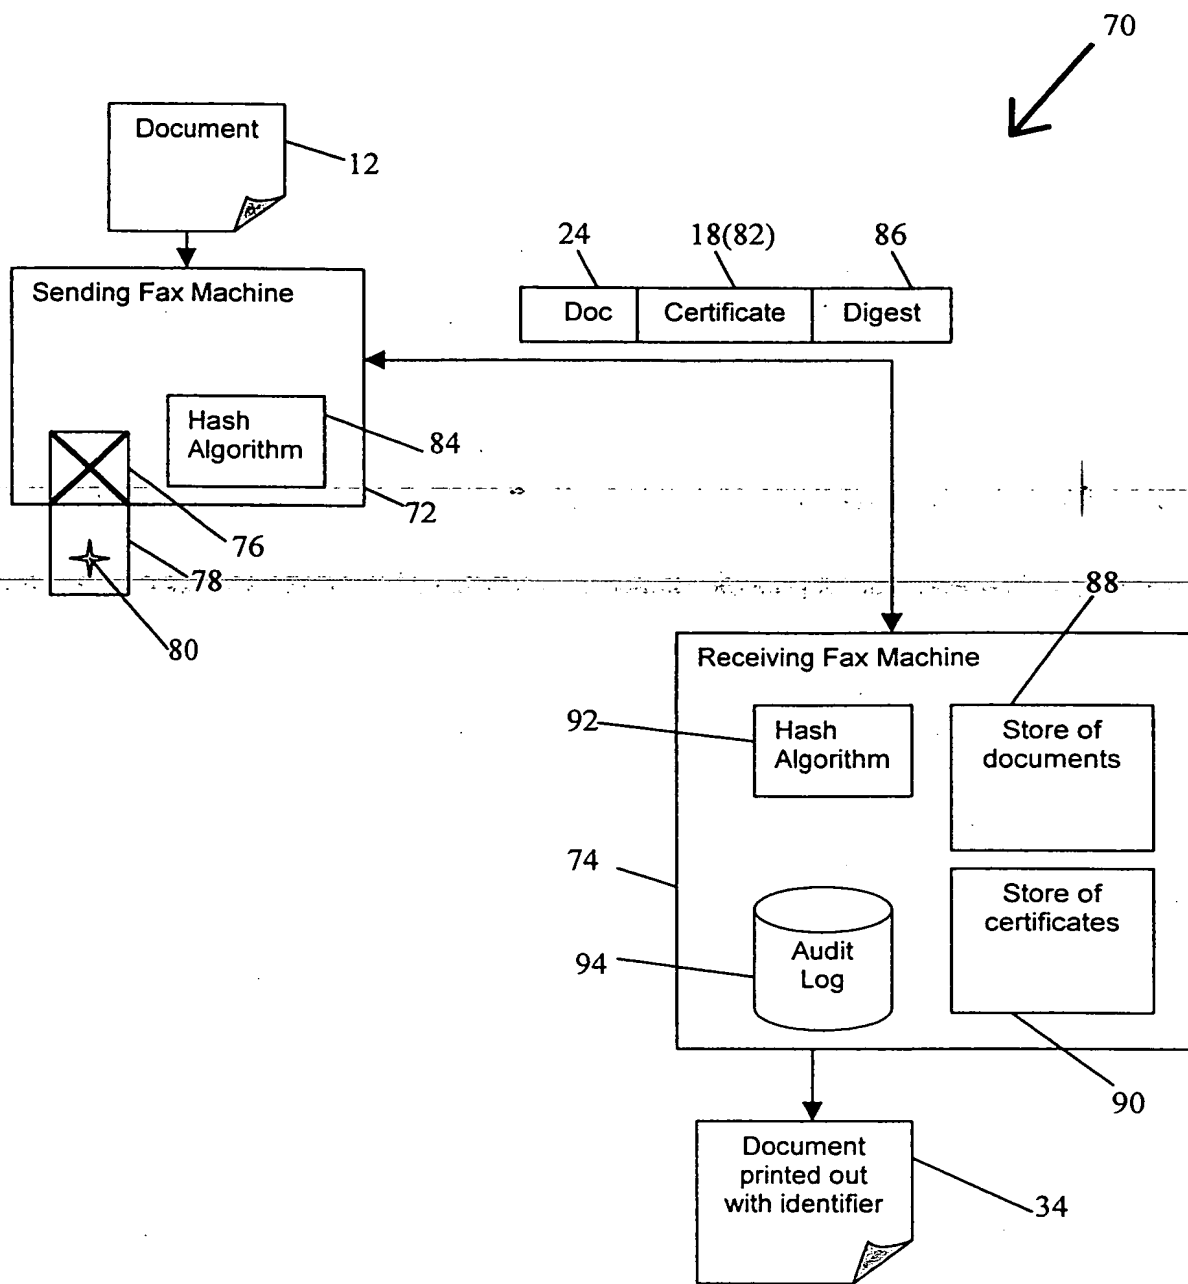 70
Document
12
24
18(82)
86
Sending Fax Machine
Doc
Certificate
Digest
Hash
Algorithm
84
72
76
78
80
88
Receiving Fax Machine
92
Hash
Algorithm
Store of
documents
74
Store of
certificates
94
Audit
Log
90
Document
printed out
with identifier
34